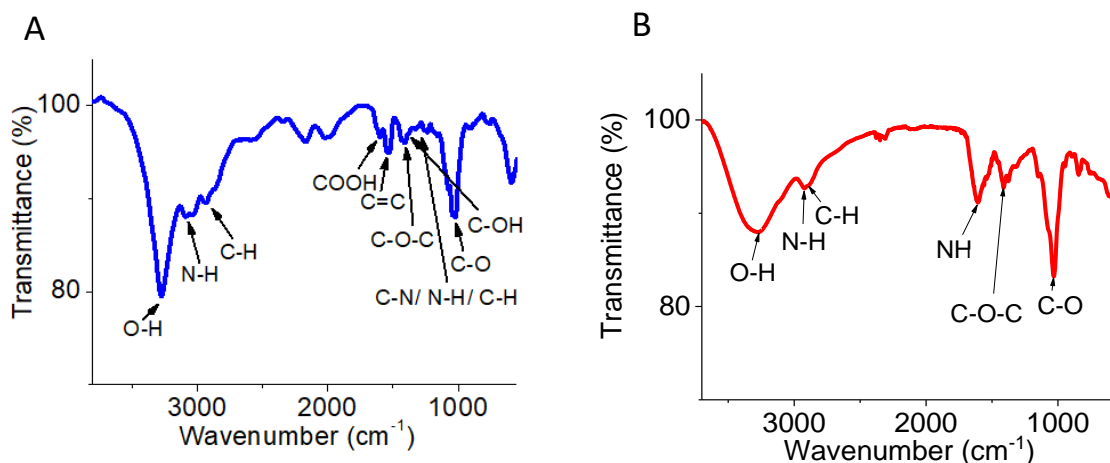 A
Transmittance (%)
100
80
O-H
N-H
C-H
COOH
C=C
C-O-C
C-OH
C-O
C-N/ N-H/ C-H
3000
2000
1000
Wavenumber (cm⁻¹)
B
Transmittance (%)
100
80
O-H
N-H
C-H
NH
C-O-C
C-O
3000
2000
1000
Wavenumber (cm⁻¹)